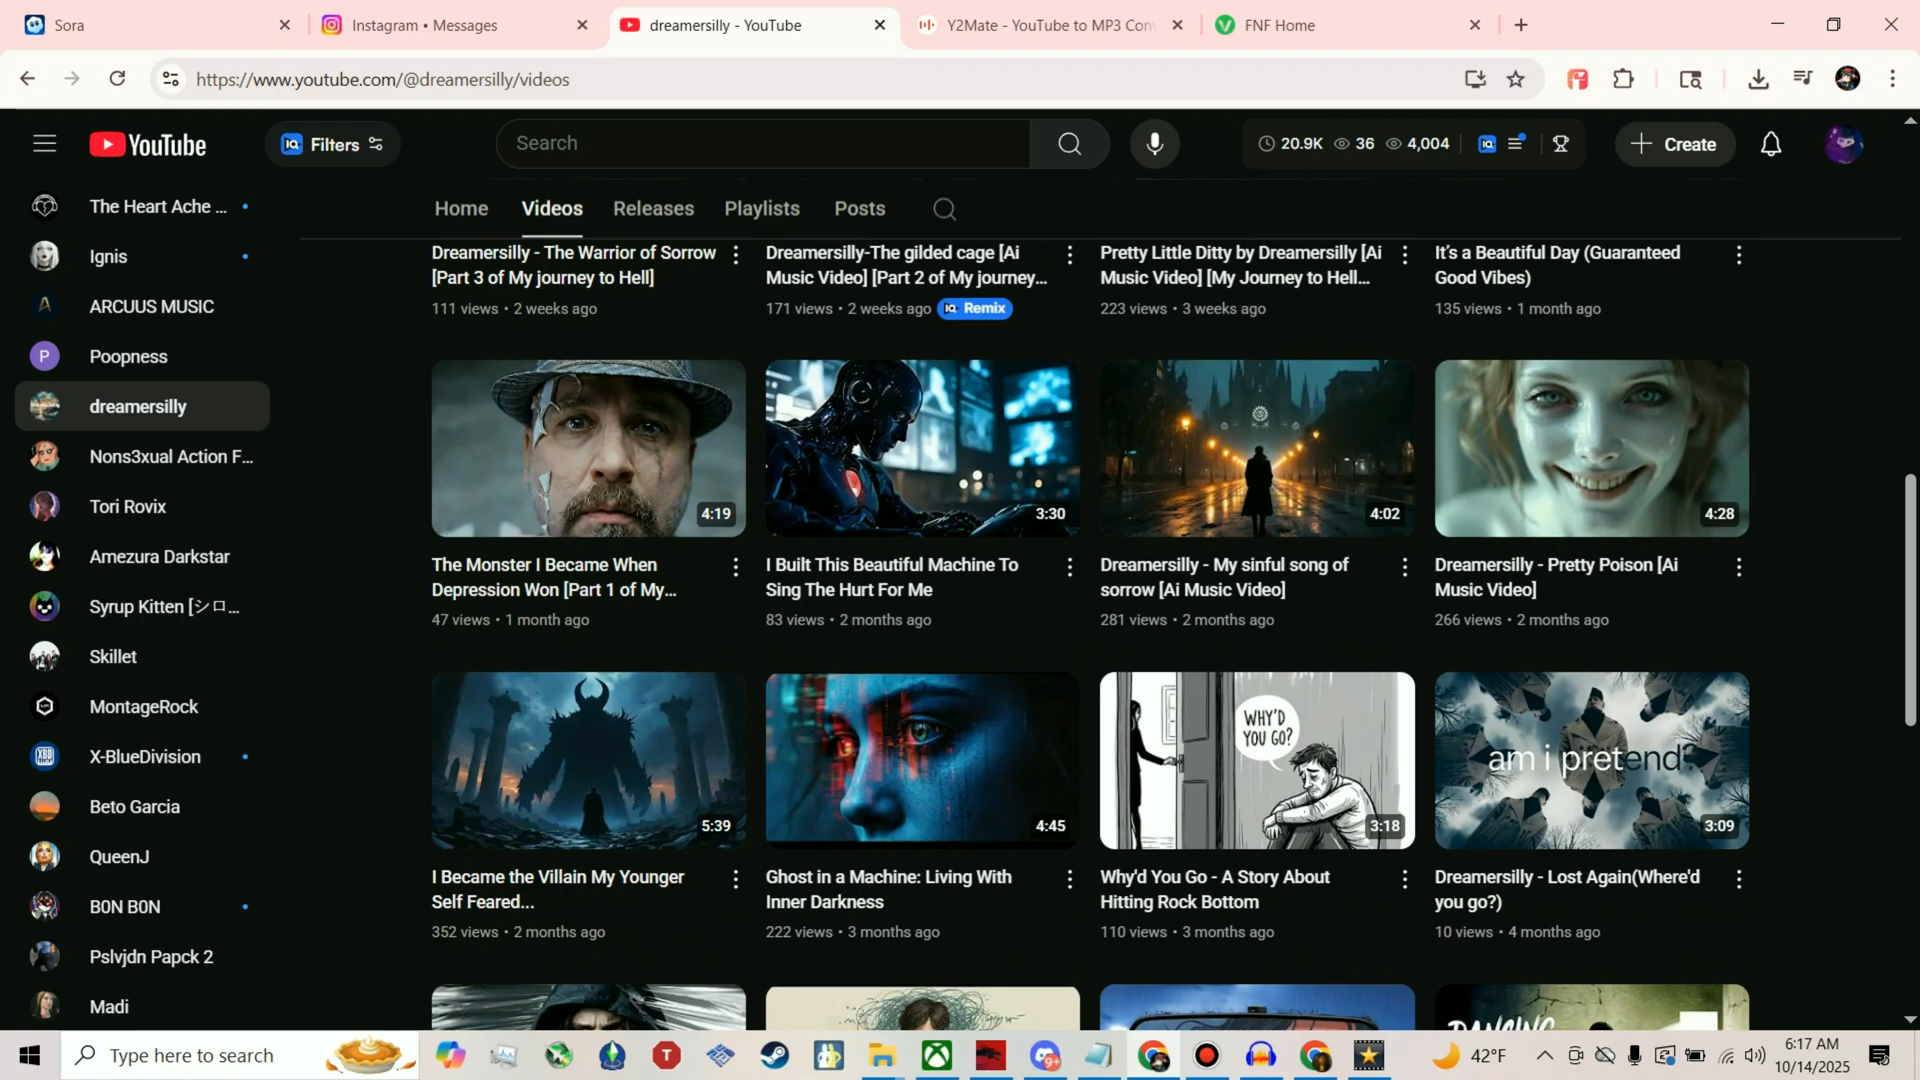 Sora
Instagram • Messages
dreamersilly - YouTube
Y2Mate - YouTube to MP3 Con
FNF Home
https://www.youtube.com/@dreamersilly/videos
YouTube
Filters
Search
20.9K
36
4,004
Create
Home
Videos
Releases
Playlists
Posts
The Heart Ache ...
Ignis
ARCUUS MUSIC
P
Poopness
dreamersilly
Nons3xual Action F...
Tori Rovix
Amezura Darkstar
Syrup Kitten [シロ...
Skillet
MontageRock
X-BlueDivision
Beto Garcia
QueenJ
B0N B0N
Pslvjdn Papck 2
Madi
Dreamersilly - The Warrior of Sorrow
[Part 3 of My journey to Hell]
111 views • 2 weeks ago
Dreamersilly-The gilded cage [Ai
Music Video] [Part 2 of My journey...
171 views • 2 weeks ago
Remix
Pretty Little Ditty by Dreamersilly [Ai
Music Video] [My Journey to Hell...
223 views • 3 weeks ago
It's a Beautiful Day (Guaranteed
Good Vibes)
135 views • 1 month ago
4:19
3:30
4:02
4:28
The Monster I Became When
Depression Won [Part 1 of My...
47 views • 1 month ago
I Built This Beautiful Machine To
Sing The Hurt For Me
83 views • 2 months ago
Dreamersilly - My sinful song of
sorrow [Ai Music Video]
281 views • 2 months ago
Dreamersilly - Pretty Poison [Ai
Music Video]
266 views • 2 months ago
5:39
4:45
WHY'D
YOU GO?
3:18
am i pretend?
3:09
I Became the Villain My Younger
Self Feared...
352 views • 2 months ago
Ghost in a Machine: Living With
Inner Darkness
222 views • 3 months ago
Why'd You Go - A Story About
Hitting Rock Bottom
110 views • 3 months ago
Dreamersilly - Lost Again(Where'd
you go?)
10 views • 4 months ago
DANCING
Type here to search
42°F
6:17 AM
10/14/2025